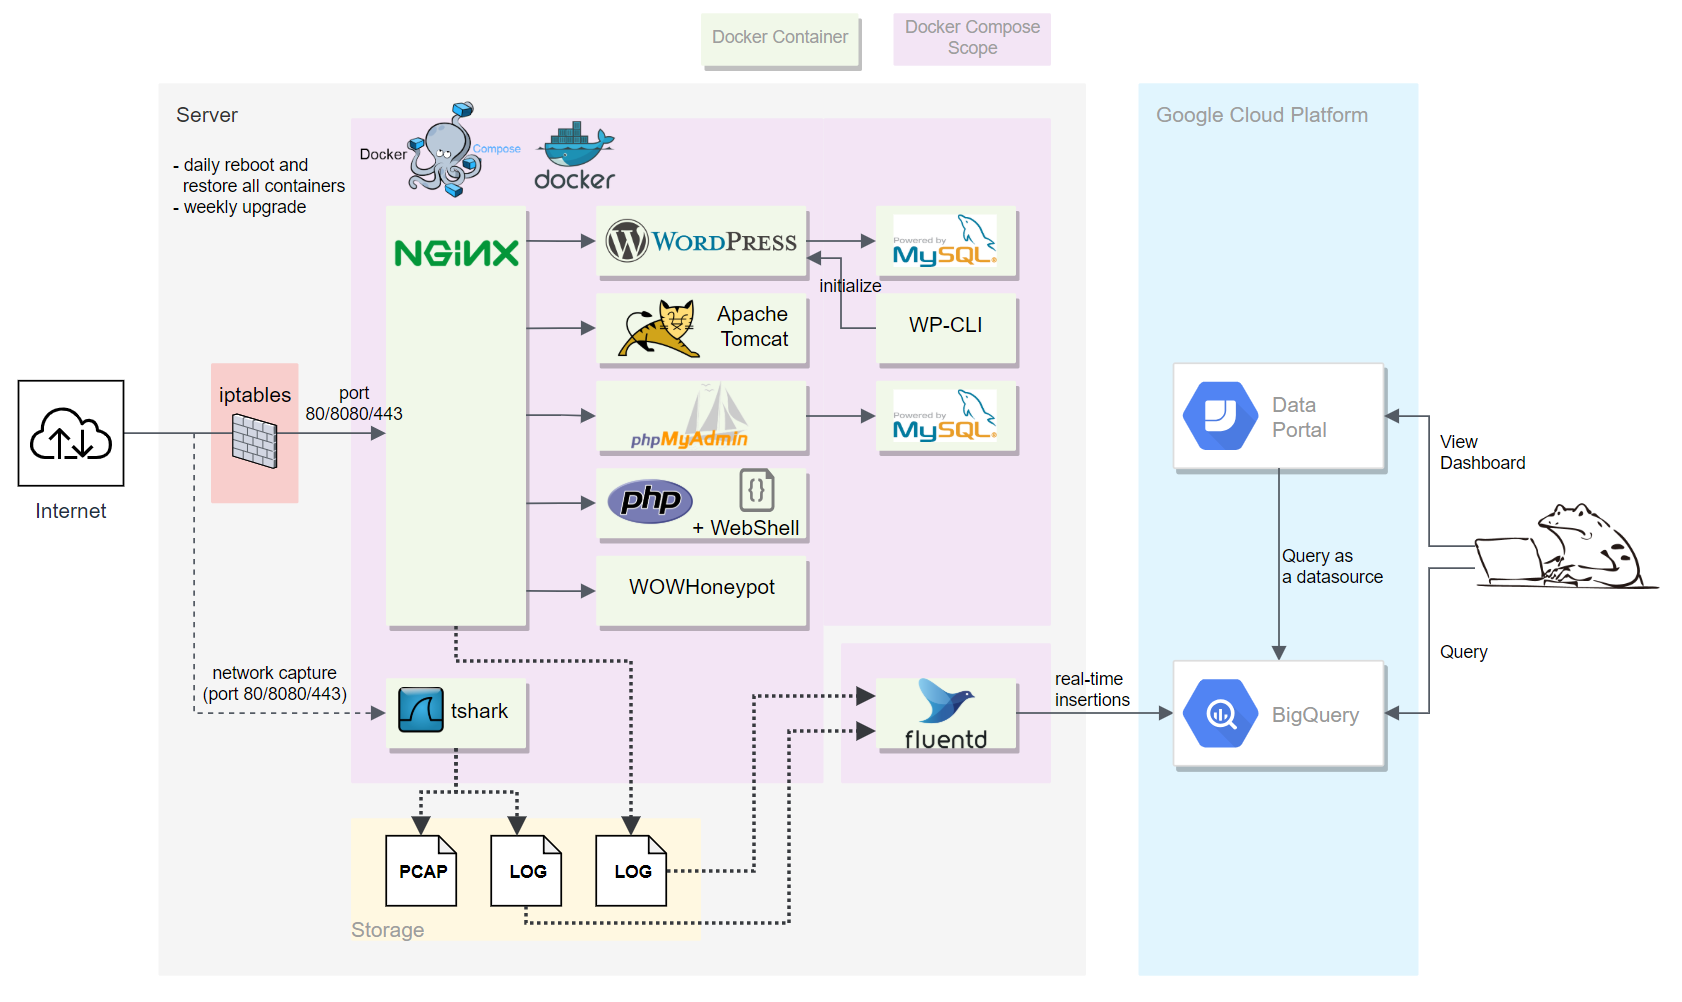 Docker Container
Docker Compose
Scope
Server
- daily reboot and
restore all containers
- weekly upgrade
Docker
Compose
docker
Google Cloud Platform
NGINX
WORDPRESS
Powered by
MySQL®
initialize
Apache
Tomcat
WP-CLI
iptables
port
80/8080/443
phpMyAdmin
Powered by
MySQL®
Data
Portal
View
Dashboard
Internet
php
{}
+ WebShell
WOWHoneypot
Query as
a datasource
Query
network capture
(port 80/8080/443)
tshark
fluentd
real-time
insertions
BigQuery
PCAP
LOG
LOG
Storage